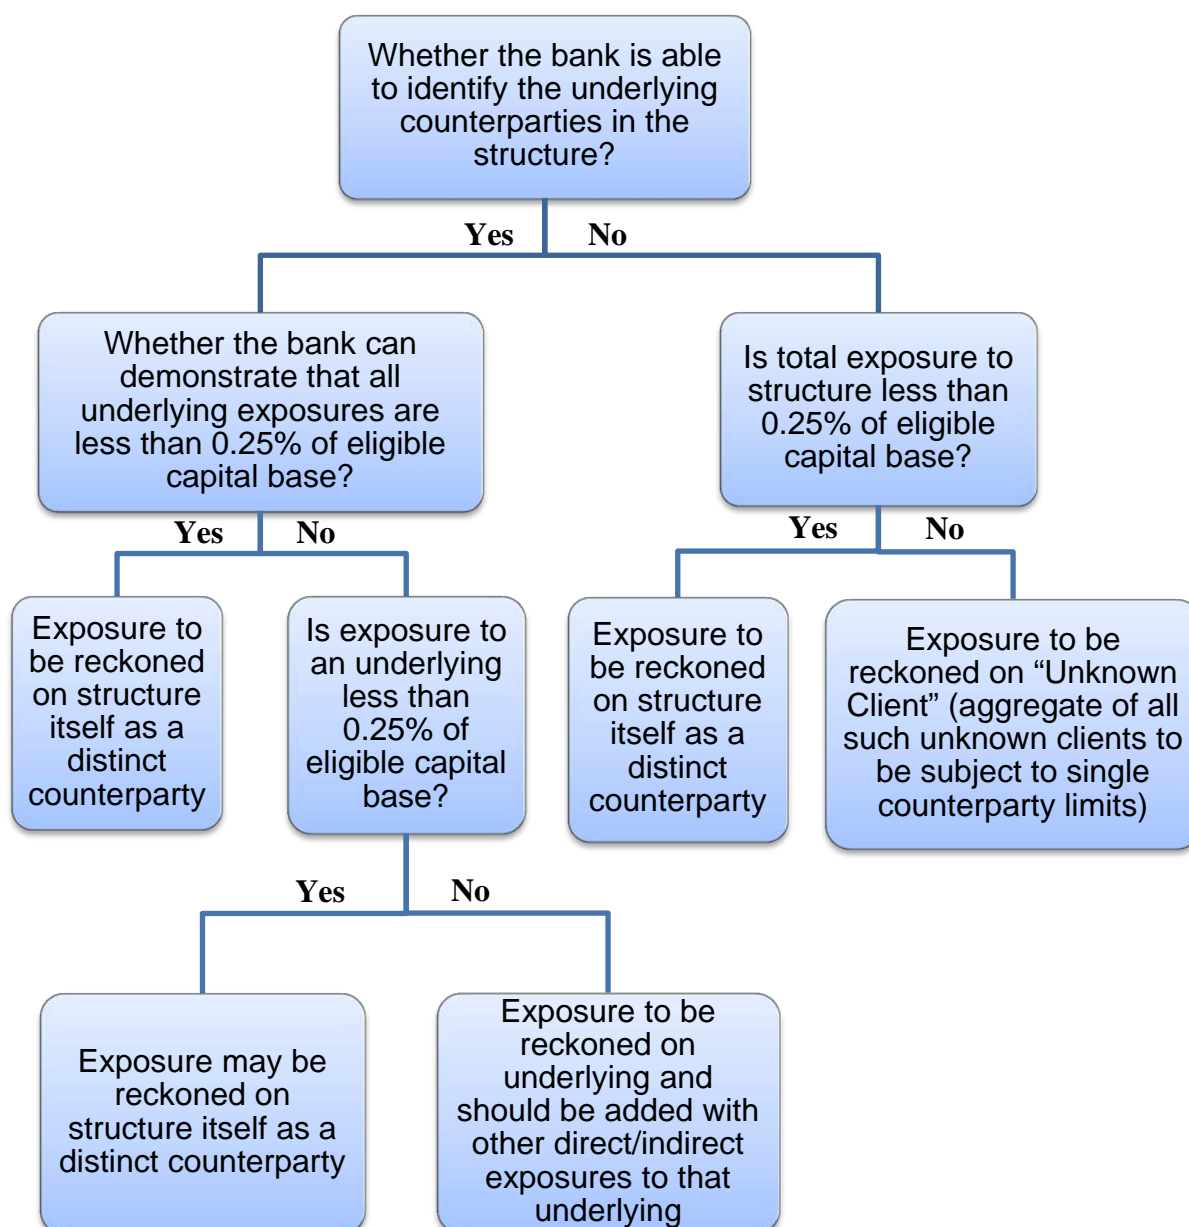 Whether the bank is able
to identify the underlying
counterparties in the
structure?
Yes
No
Whether the bank can
demonstrate that all
underlying exposures are
less than 0.25% of eligible
capital base?
Is total exposure to
structure less than
0.25% of eligible
capital base?
Yes
No
Yes
No
Exposure to
be reckoned
on structure
itself as a
distinct
counterparty
Is exposure to
an underlying
less than
0.25% of
eligible capital
base?
Exposure to
be reckoned
on structure
itself as a
distinct
counterparty
Exposure to be
reckoned on “Unknown
Client” (aggregate of all
such unknown clients to
be subject to single
counterparty limits)
Yes
No
Exposure may be
reckoned on
structure itself as a
distinct counterparty
Exposure to be
reckoned on
underlying and
should be added with
other direct/indirect
exposures to that
underlying